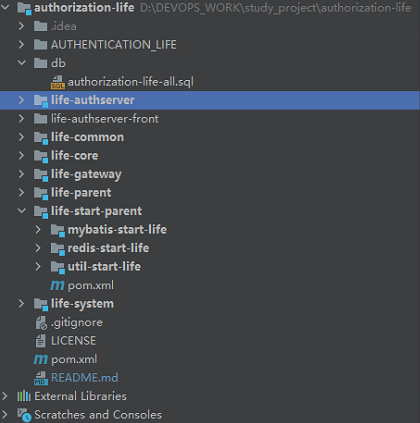 authorization-life D:\DEVOPS_WORK\study_project\authorization-life
.idea
AUTHENTICATION_LIFE
db
authorization-life-all.sql
life-authserver
life-authserver-front
life-common
life-core
life-gateway
life-parent
life-start-parent
mybatis-start-life
redis-start-life
util-start-life
pom.xml
life-system
.gitignore
LICENSE
pom.xml
README.md
External Libraries
Scratches and Consoles